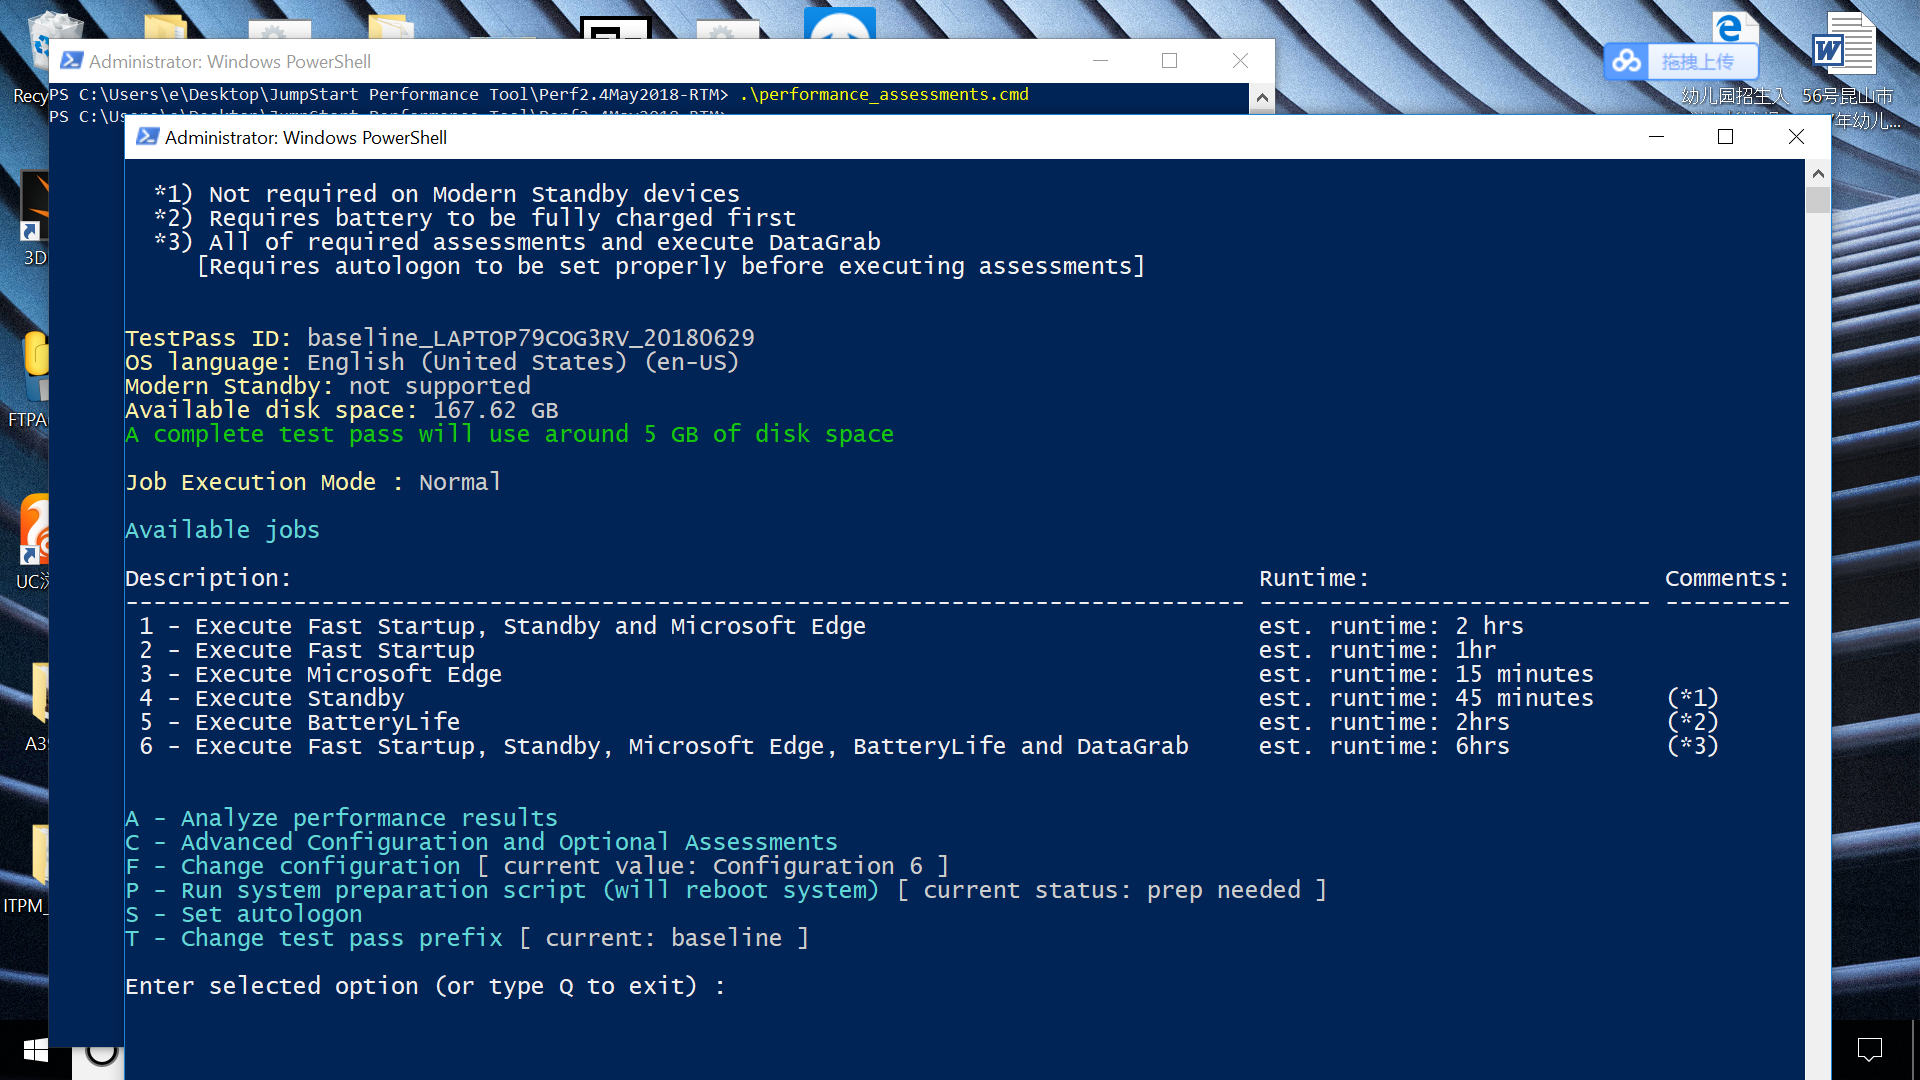 Administrator: Windows PowerShell
PS C:\Users\e\Desktop\JumpStart Performance Tool\Perf2.4May2018-RTM> .\performance_assessments.cmd
PS C:\Users\e\Desktop\JumpStart Performance Tool\Perf2.4May2018-RTM>
Administrator: Windows PowerShell
*1) Not required on Modern Standby devices
*2) Requires battery to be fully charged first
*3) All of required assessments and execute DataGrab
[Requires autologon to be set properly before executing assessments]
TestPass ID: baseline_LAPTOP79COG3RV_20180629
OS language: English (United States) (en-US)
Modern Standby: not supported
Available disk space: 167.62 GB
A complete test pass will use around 5 GB of disk space
Job Execution Mode : Normal
Available jobs
Description: Runtime: Comments:
-------------------------------------------------------------------------------- ---------------------------- ---------
1 - Execute Fast Startup, Standby and Microsoft Edge est. runtime: 2 hrs
2 - Execute Fast Startup est. runtime: 1hr
3 - Execute Microsoft Edge est. runtime: 15 minutes
4 - Execute Standby est. runtime: 45 minutes (*1)
5 - Execute BatteryLife est. runtime: 2hrs (*2)
6 - Execute Fast Startup, Standby, Microsoft Edge, BatteryLife and DataGrab est. runtime: 6hrs (*3)
A - Analyze performance results
C - Advanced Configuration and Optional Assessments
F - Change configuration [ current value: Configuration 6 ]
P - Run system preparation script (will reboot system) [ current status: prep needed ]
S - Set autologon
T - Change test pass prefix [ current: baseline ]
Enter selected option (or type Q to exit) :
Recy
3D
FTPA
UC
A39
ITPM_
拖拽上传
幼儿园招生入
56号昆山市
年幼儿...